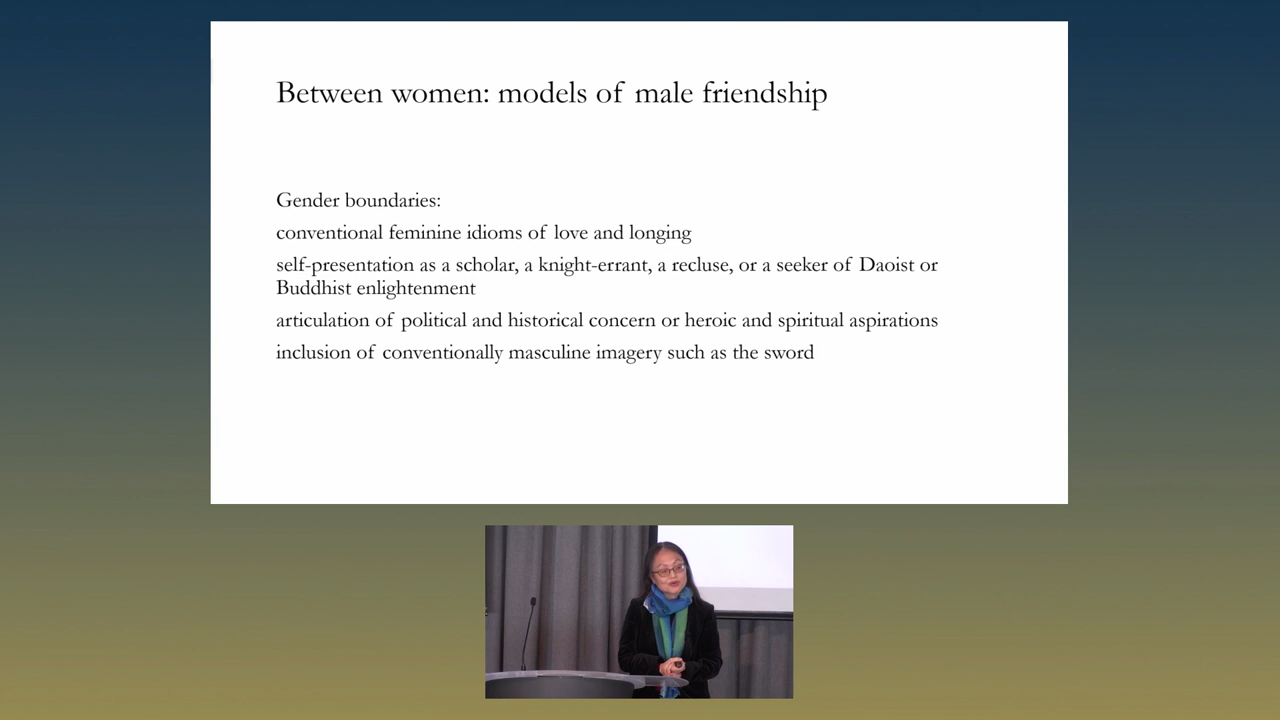 Between women: models of male friendship
Gender boundaries:
conventional feminine idioms of love and longing
self-presentation as a scholar, a knight-errant, a recluse, or a seeker of Daoist or
Buddhist enlightenment
articulation of political and historical concern or heroic and spiritual aspirations
inclusion of conventionally masculine imagery such as the sword